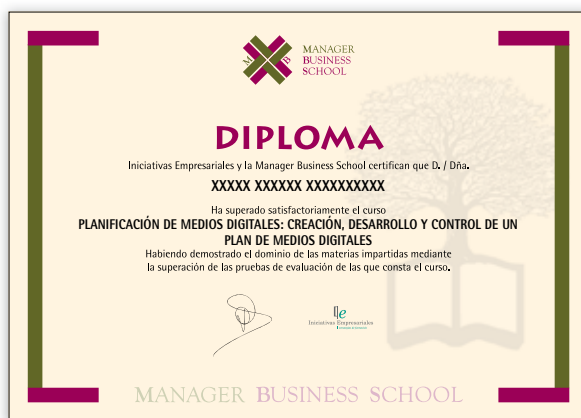 M B S
MANAGER
BUSINESS
SCHOOL
DIPLOMA
Iniciativas Empresariales y la Manager Business School certifican que D. / Dña.
XXXXX XXXXXX XXXXXXXXXX
Ha superado satisfactoriamente el curso
PLANIFICACIÓN DE MEDIOS DIGITALES: CREACIÓN, DESARROLLO Y CONTROL DE UN
PLAN DE MEDIOS DIGITALES
Habiendo demostrado el dominio de las materias impartidas mediante
la superación de las pruebas de evaluación de las que consta el curso.
Iniciativas Empresariales
MANAGER BUSINESS SCHOOL